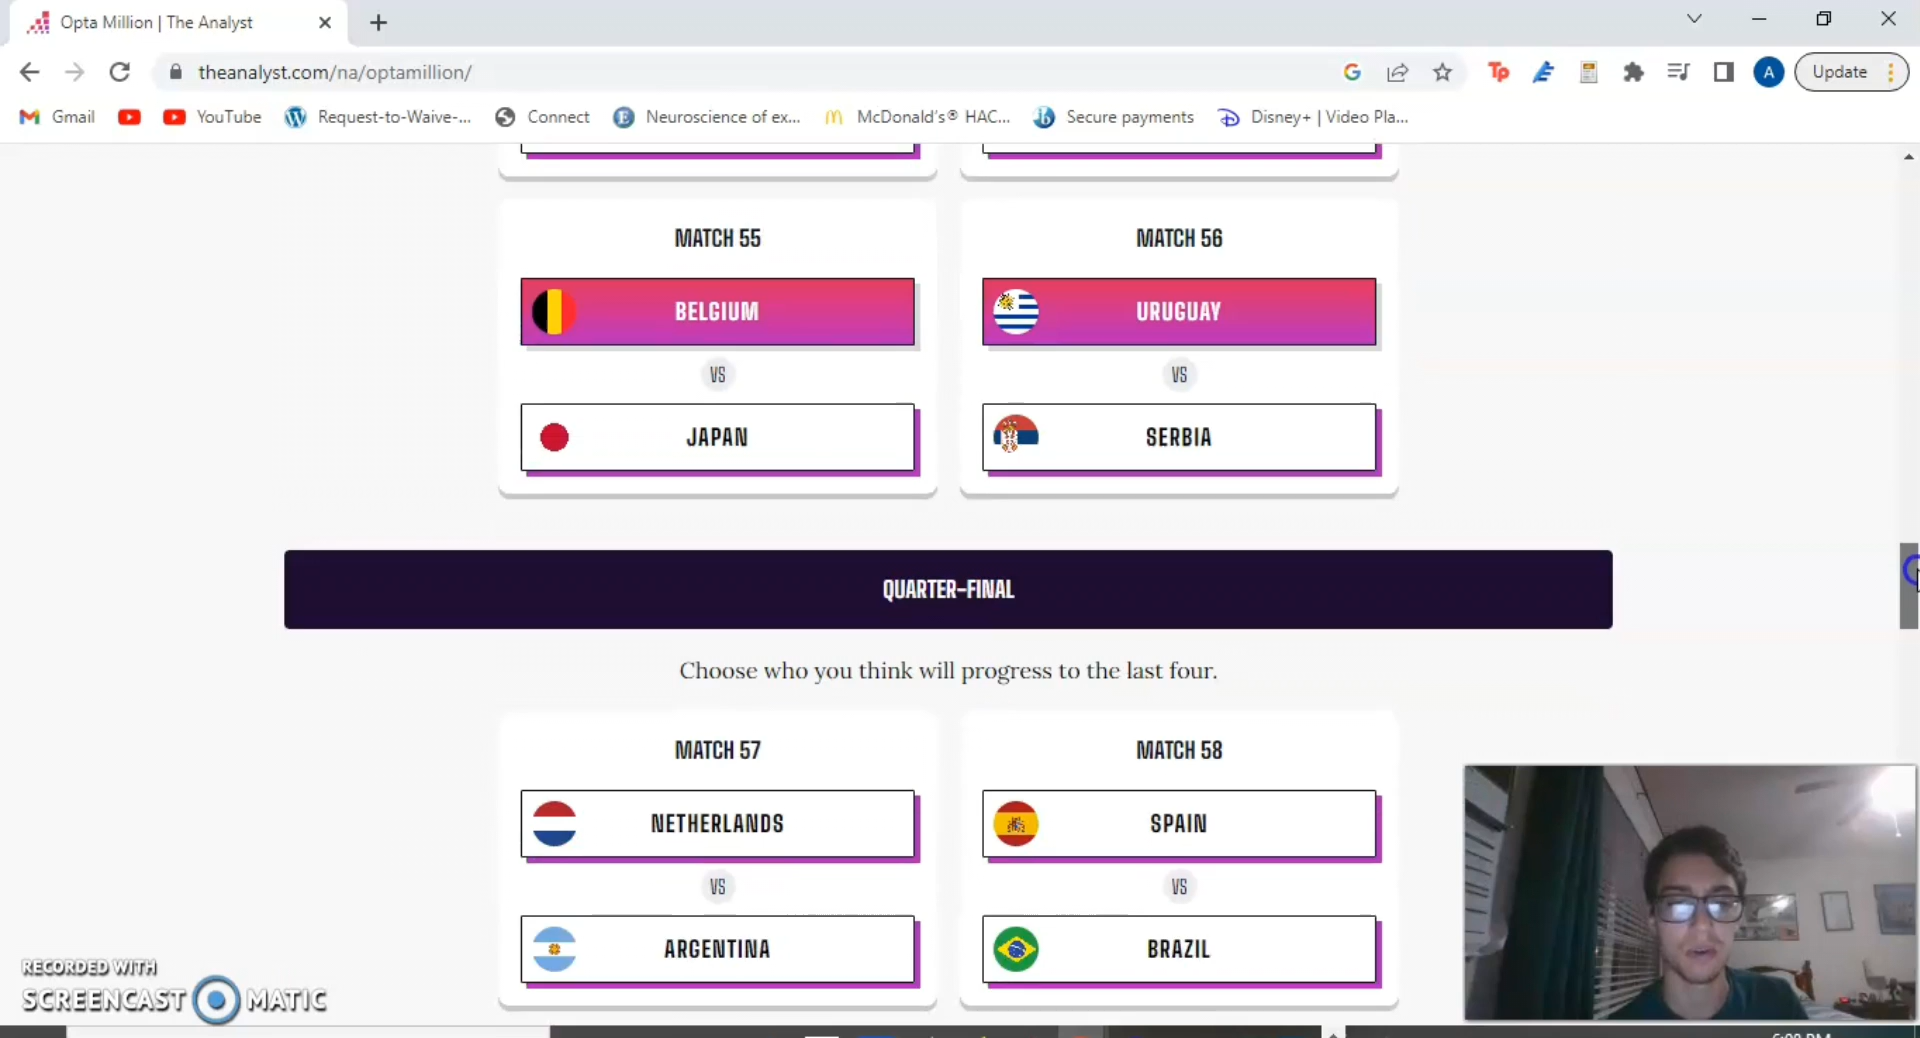 Opta Million | The Analyst
theanalyst.com/na/optamillion/
Tp
A
Update
Gmail
YouTube
Request-to-Waive-...
Connect
E
Neuroscience of ex...
McDonald's® HAC...
Secure payments
Disney+ | Video Pla...
MATCH 55
MATCH 56
BELGIUM
URUGUAY
VS
VS
JAPAN
SERBIA
QUARTER-FINAL
Choose who you think will progress to the last four.
MATCH 57
MATCH 58
NETHERLANDS
SPAIN
VS
VS
ARGENTINA
BRAZIL
RECORDED WITH
SCREENCAST MATIC